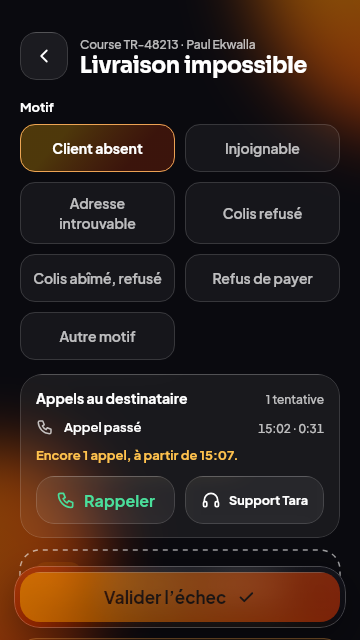 Course TR-48213 · Paul Ekwalla
Livraison impossible
Motif
Client absent
Injoignable
Adresse
introuvable
Colis refusé
Colis abîmé, refusé
Refus de payer
Autre motif
Appels au destinataire
1 tentative
Appel passé
15:02 · 0:31
Encore 1 appel, à partir de 15:07.
Rappeler
Support Tara
Valider l’échec